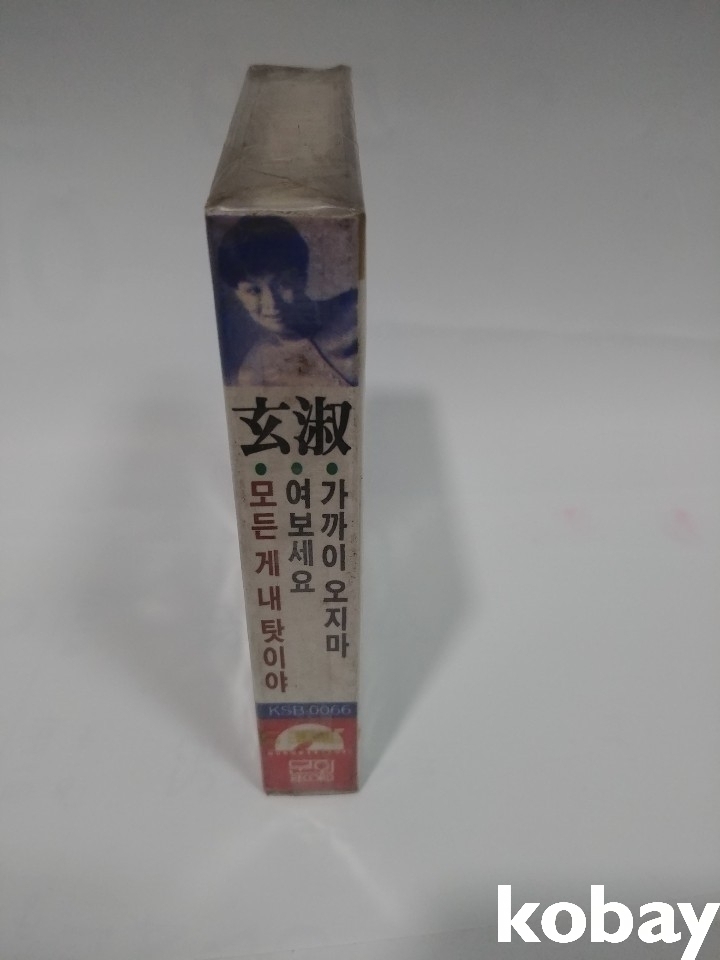 玄淑
• 가까이 오지마
• 여보세요
• 모든 게 내 탓이야
KSB-0066
kobay